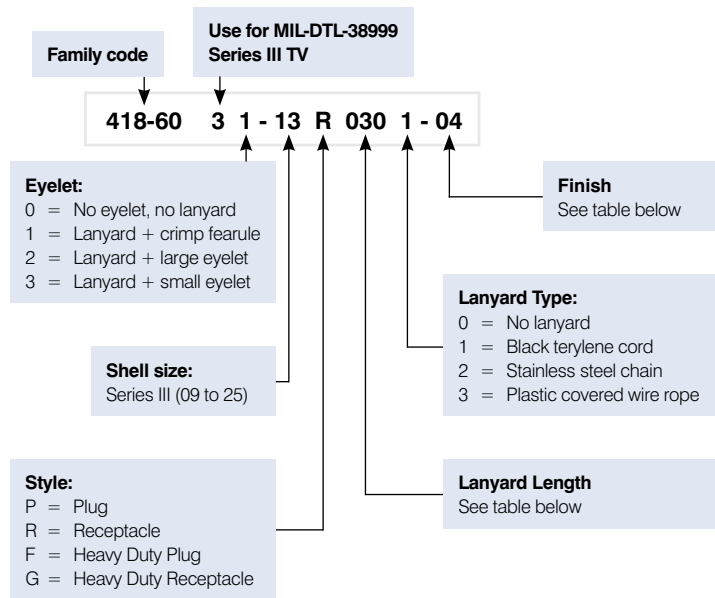 Use for MIL-DTL-38999
Series III TV
Family code
418-60 3 1 - 13 R 030 1 - 04
Eyelet:
0 = No eyelet, no lanyard
1 = Lanyard + crimp fearule
2 = Lanyard + large eyelet
3 = Lanyard + small eyelet
Finish
See table below
Lanyard Type:
0 = No lanyard
1 = Black terylene cord
2 = Stainless steel chain
3 = Plastic covered wire rope
Shell size:
Series III (09 to 25)
Style:
P = Plug
R = Receptacle
F = Heavy Duty Plug
G = Heavy Duty Receptacle
Lanyard Length
See table below